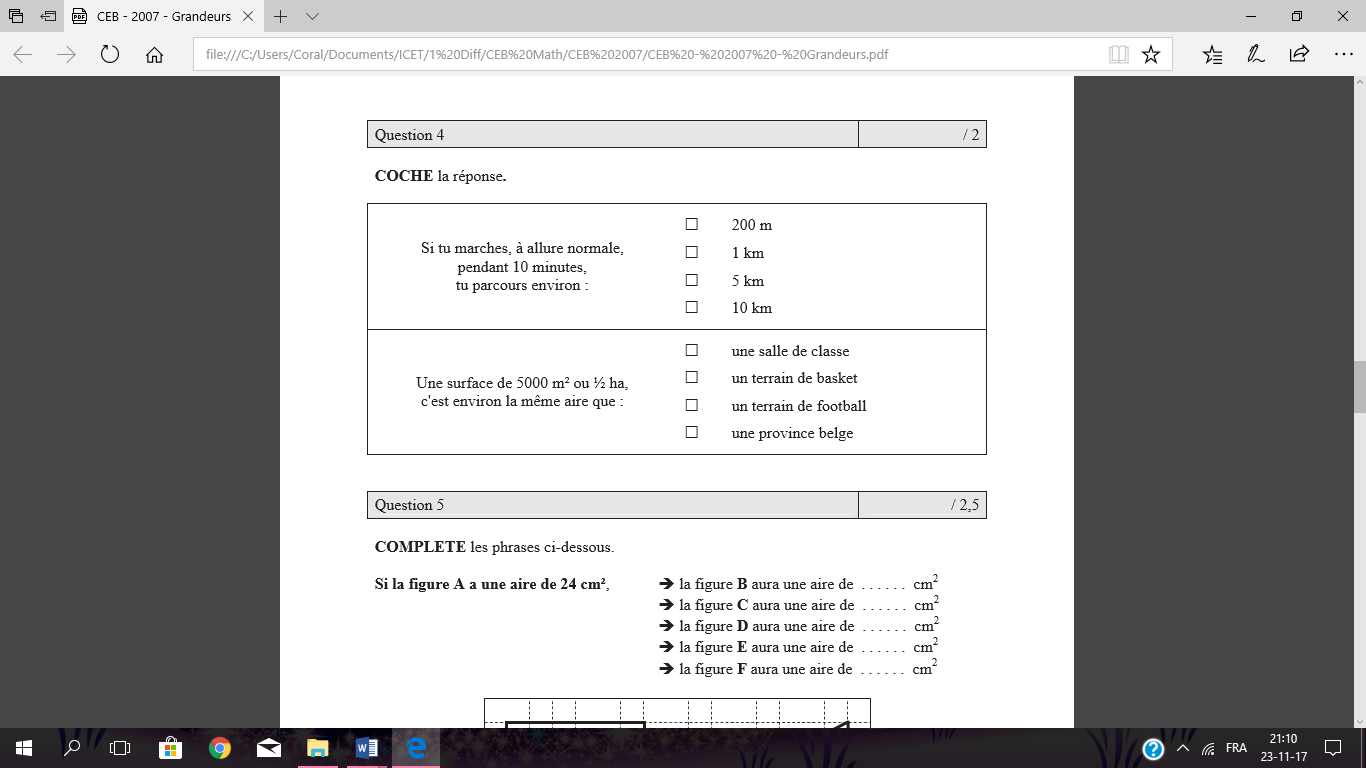 CEB - 2007 - Grandeurs
file:///C:/Users/Coral/Documents/ICET/1%20Diff/CEB%20Math/CEB%202007/CEB%20-%202007%20-%20Grandeurs.pdf
Question 4 / 2
COCHE la réponse.
Si tu marches, à allure normale,
pendant 10 minutes,
tu parcours environ :
☐ 200 m
☐ 1 km
☐ 5 km
☐ 10 km
Une surface de 5000 m² ou ½ ha,
c'est environ la même aire que :
☐ une salle de classe
☐ un terrain de basket
☐ un terrain de football
☐ une province belge
Question 5 / 2,5
COMPLETE les phrases ci-dessous.
Si la figure A a une aire de 24 cm², ➔ la figure B aura une aire de . . . . . . cm²
➔ la figure C aura une aire de . . . . . . cm²
➔ la figure D aura une aire de . . . . . . cm²
➔ la figure E aura une aire de . . . . . . cm²
➔ la figure F aura une aire de . . . . . . cm²
FRA
21:10
23-11-17